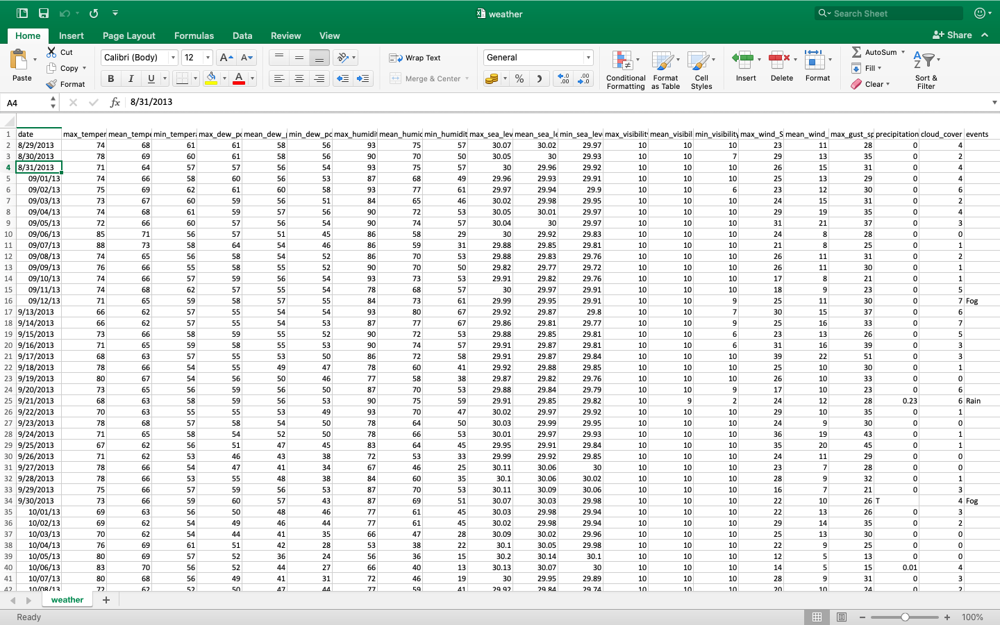 weather
Search Sheet
Home Insert Page Layout Formulas Data Review View
Share
Paste Cut Copy Format
Calibri (Body) 12 A A
B I U A
Wrap Text
Merge & Center
General
% .0 .00 .00 .0
Conditional Formatting
Format as Table
Cell Styles
Insert Delete Format
AutoSum
Fill
Clear
A Z
Sort & Filter
A4 fx 8/31/2013
1 date max_temper mean_tempe min_tempera max_dew_po mean_dew_p min_dew_po max_humidit mean_humid min_humidit max_sea_lev mean_sea_le min_sea_leve max_visibility mean_visibil min_visibility max_wind_S mean_wind_ max_gust_sp precipitation cloud_cover events
2 8/29/2013 74 68 61 61 58 56 93 75 57 30.07 30.02 29.97 10 10 10 23 11 28 0 4
3 8/30/2013 78 69 60 61 58 56 90 70 50 30.05 30 29.93 10 10 7 29 13 35 0 2
4 8/31/2013 71 64 57 57 56 54 93 75 57 30 29.96 29.92 10 10 10 26 15 31 0 4
5 09/01/13 74 66 58 60 56 53 87 68 49 29.96 29.93 29.91 10 10 10 25 13 29 0 4
6 09/02/13 75 69 62 61 60 58 93 77 61 29.97 29.94 29.9 10 10 6 23 12 30 0 6
7 09/03/13 73 67 60 59 56 51 84 65 46 30.02 29.98 29.95 10 10 10 24 15 31 0 2
8 09/04/13 74 68 61 59 57 56 90 72 53 30.05 30.01 29.97 10 10 10 29 19 35 0 4
9 09/05/13 72 66 60 57 56 54 90 74 57 30.04 30 29.97 10 10 10 31 21 37 0 3
10 09/06/13 85 71 56 57 51 45 86 58 29 30 29.92 29.83 10 10 10 24 8 28 0 0
11 09/07/13 88 73 58 64 54 46 86 59 31 29.88 29.85 29.81 10 10 10 21 8 25 0 1
12 09/08/13 74 65 56 58 54 52 86 70 53 29.88 29.83 29.76 10 10 10 26 11 31 0 2
13 09/09/13 76 66 55 58 55 52 90 70 50 29.82 29.77 29.72 10 10 10 26 11 30 0 1
14 09/10/13 74 66 57 59 56 54 93 73 53 29.91 29.82 29.76 10 10 10 17 8 21 0 1
15 09/11/13 74 68 62 57 55 54 78 68 57 30 29.97 29.91 10 10 10 18 9 23 0 5
16 09/12/13 71 65 59 58 57 55 84 73 61 29.99 29.95 29.91 10 10 9 25 11 30 0 7 Fog
17 9/13/2013 66 62 57 55 54 54 93 80 67 29.92 29.87 29.8 10 10 7 30 15 37 0 6
18 9/14/2013 66 62 57 55 54 53 87 77 67 29.86 29.81 29.77 10 10 9 25 16 33 0 7
19 9/15/2013 73 66 58 59 55 52 90 72 53 29.88 29.85 29.81 10 10 6 23 13 26 0 5
20 9/16/2013 71 65 59 58 55 53 90 74 57 29.91 29.87 29.81 10 10 6 31 16 39 0 3
21 9/17/2013 68 63 57 55 53 50 86 72 58 29.91 29.87 29.84 10 10 10 39 22 51 0 3
22 9/18/2013 78 66 54 55 49 47 78 60 41 29.92 29.88 29.85 10 10 10 25 10 30 0 1
23 9/19/2013 80 67 54 56 50 46 77 58 38 29.87 29.82 29.76 10 10 10 26 10 33 0 0
24 9/20/2013 73 65 56 59 56 50 87 70 53 29.88 29.84 29.79 10 10 9 17 10 23 0 6
25 9/21/2013 68 63 58 59 56 53 90 75 59 29.91 29.85 29.82 10 9 2 24 12 28 0.23 6 Rain
26 9/22/2013 70 63 55 55 53 49 93 70 47 30.02 29.97 29.92 10 10 10 29 10 35 0 1
27 9/23/2013 78 68 57 58 54 50 78 64 50 30.03 29.99 29.95 10 10 10 24 9 30 0 0
28 9/24/2013 71 65 58 54 52 50 78 66 53 30.01 29.97 29.93 10 10 10 36 19 43 0 1
29 9/25/2013 67 62 56 51 47 45 83 64 45 29.95 29.91 29.84 10 10 10 35 20 45 0 1
30 9/26/2013 71 62 53 46 43 38 72 53 33 29.99 29.92 29.85 10 10 10 24 11 29 0 0
31 9/27/2013 78 66 54 47 41 34 67 46 25 30.11 30.06 30 10 10 10 23 7 28 0 0
32 9/28/2013 78 66 53 55 48 38 84 60 35 30.1 30.06 30.02 10 10 10 28 9 32 0 1
33 9/29/2013 75 66 57 59 56 53 87 70 53 30.11 30.09 30.06 10 10 10 16 7 21 0 3
34 9/30/2013 73 66 59 60 57 43 87 69 51 30.07 30.03 29.98 10 10 10 22 10 26 T 4 Fog
35 10/01/13 69 63 56 50 48 46 77 61 45 30.03 29.98 29.94 10 10 10 22 13 26 0 3
36 10/02/13 69 62 54 49 46 44 77 61 45 30.02 29.98 29.94 10 10 10 29 14 35 0 2
37 10/03/13 70 62 54 44 41 35 66 47 28 30.09 30.02 29.96 10 10 10 25 13 30 0 0
38 10/04/13 76 69 61 51 42 28 53 38 22 30.1 30.05 29.98 10 10 10 22 9 25 0 0
39 10/05/13 80 69 57 52 36 24 56 36 15 30.2 30.14 30.1 10 10 10 12 5 13 0 0
40 10/06/13 83 70 56 52 44 27 66 40 13 30.13 30.07 30 10 10 10 14 5 15 0.01 4
41 10/07/13 80 68 56 49 41 31 72 46 19 30 29.95 29.89 10 10 10 28 9 31 0 3
42 10/08/13 72 62 52 50 47 44 77 59 41 29.92 29.84 29.74 10 10 10 20 10 24 0 2
weather
Ready 100%